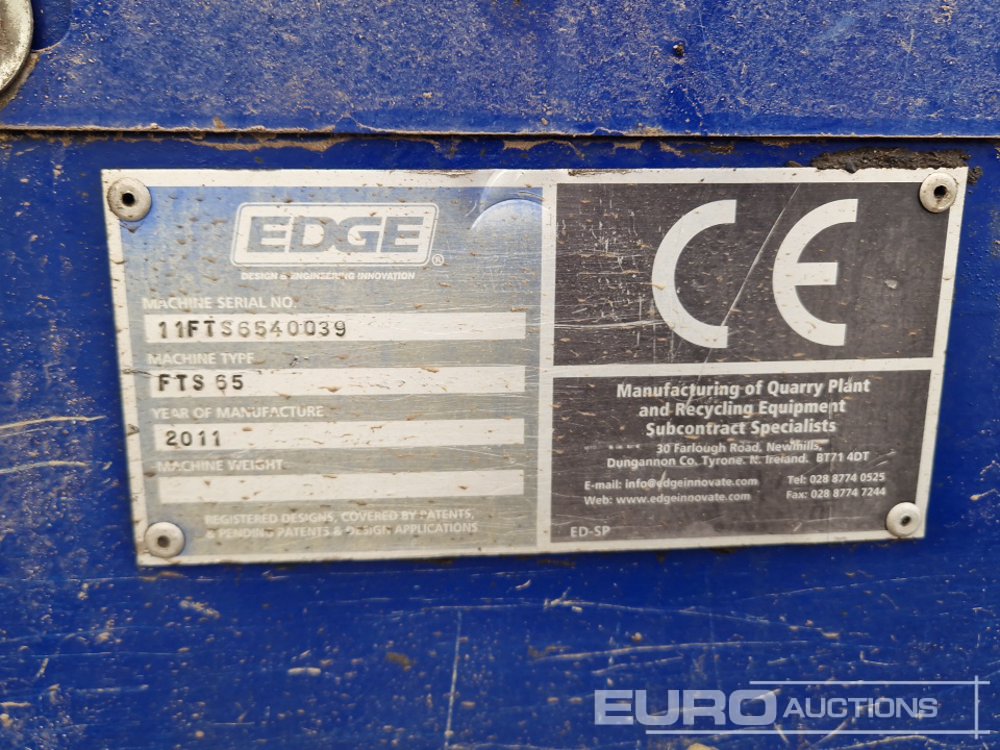 EDGE®
DESIGN & ENGINEERING INNOVATION
MACHINE SERIAL NO.
11FTS6540039
MACHINE TYPE
FTS 65
YEAR OF MANUFACTURE
2011
MACHINE WEIGHT
REGISTERED DESIGNS, COVERED BY PATENTS,
& PENDING PATENTS & DESIGN APPLICATIONS
CE
Manufacturing of Quarry Plant
and Recycling Equipment
Subcontract Specialists
30 Farlough Road, Newmills,
Dungannon Co. Tyrone. N. Ireland. BT71 4DT
E-mail: info@edgeinnovate.com Tel: 028 8774 0525
Web: www.edgeinnovate.com Fax: 028 8774 7244
ED-SP
EURO AUCTIONS